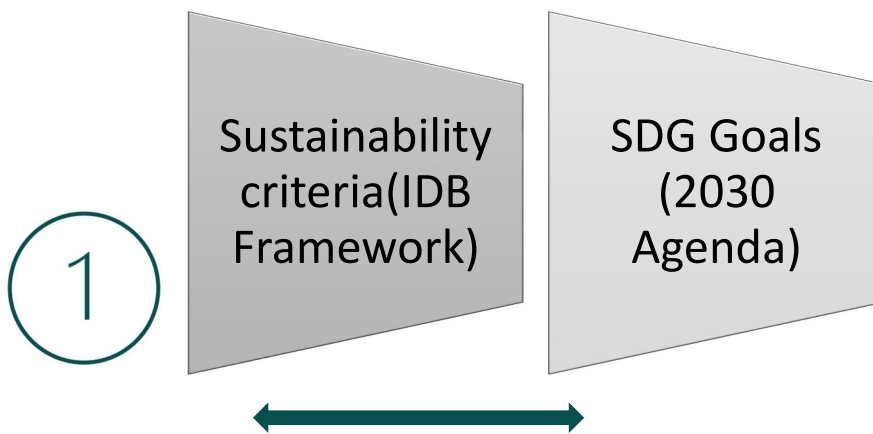 1
Sustainability
criteria(IDB
Framework)
SDG Goals
(2030
Agenda)